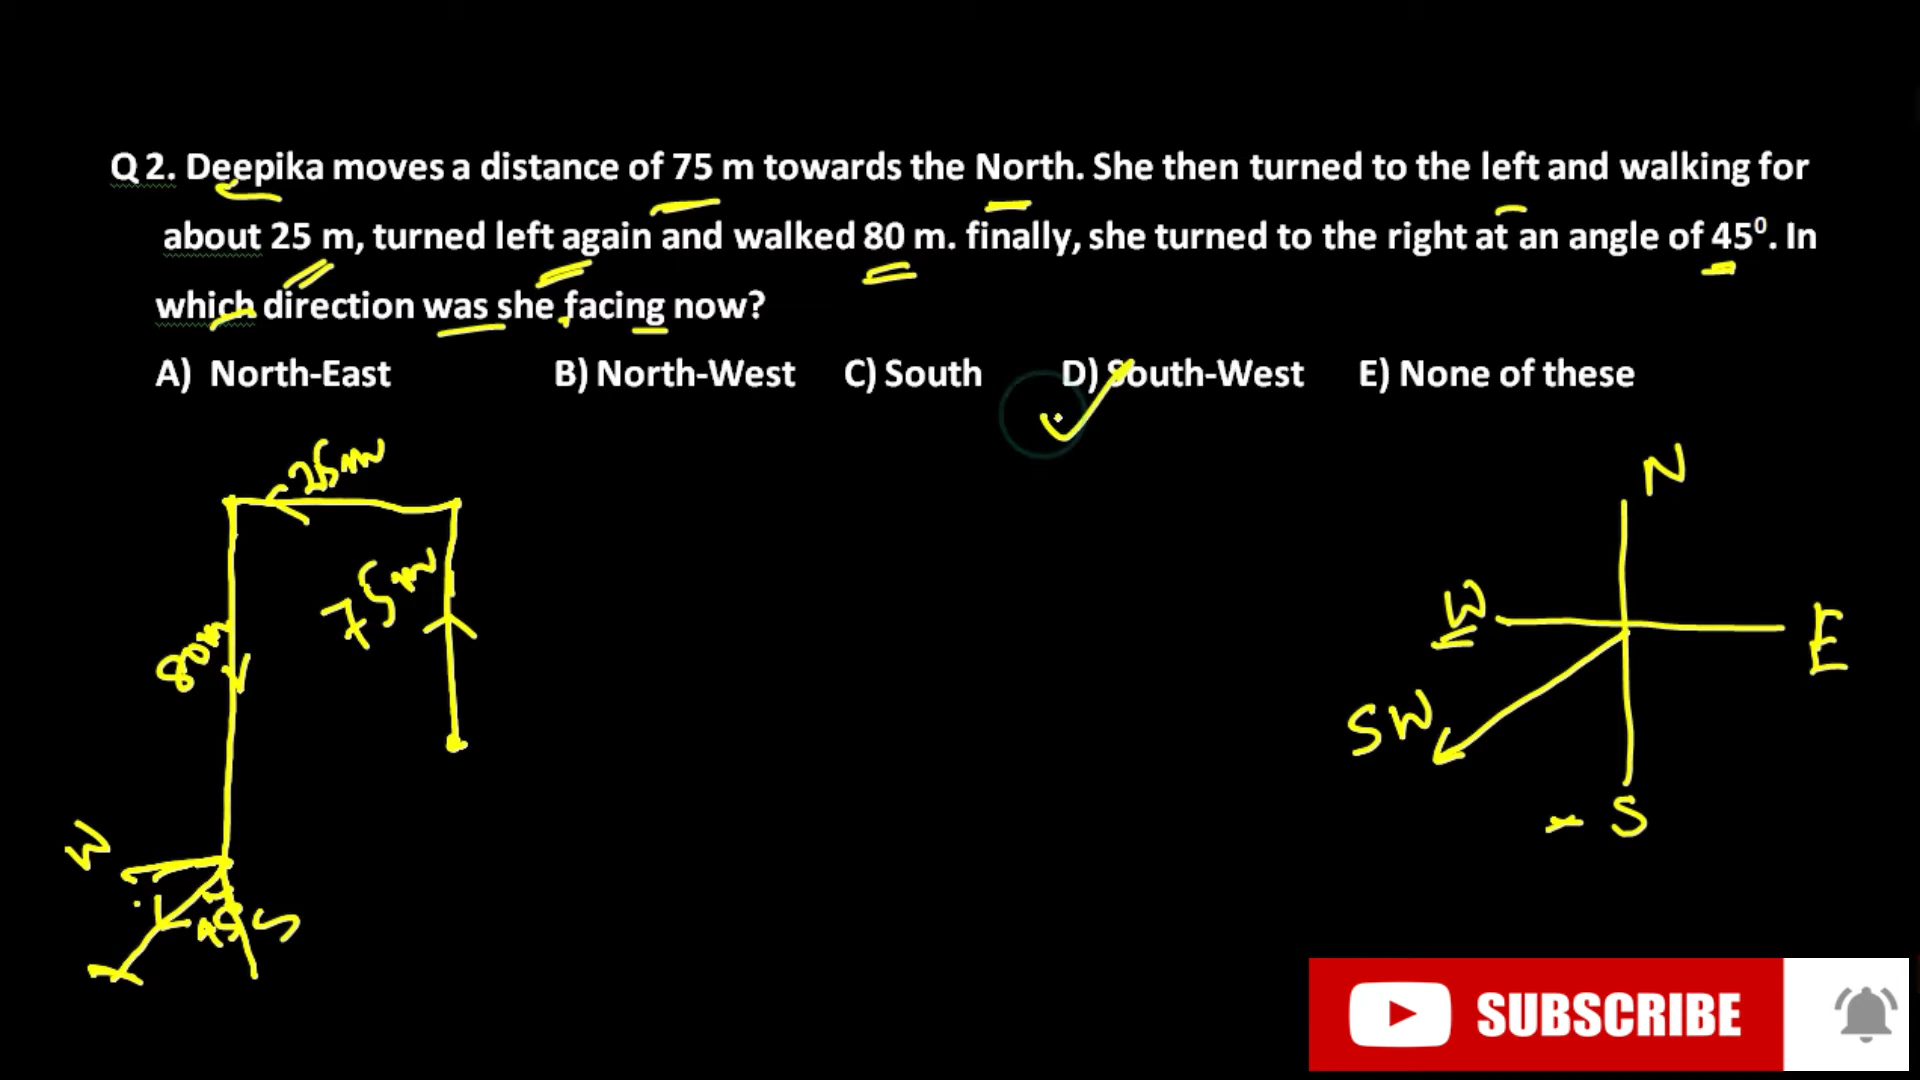 Q 2. Deepika moves a distance of 75 m towards the North. She then turned to the left and walking for
about 25 m, turned left again and walked 80 m. finally, she turned to the right at an angle of 45⁰. In
which direction was she facing now?
A) North-East B) North-West C) South D) South-West E) None of these
25m
75m
80m
W
45
S
N
W
E
SW
S
SUBSCRIBE